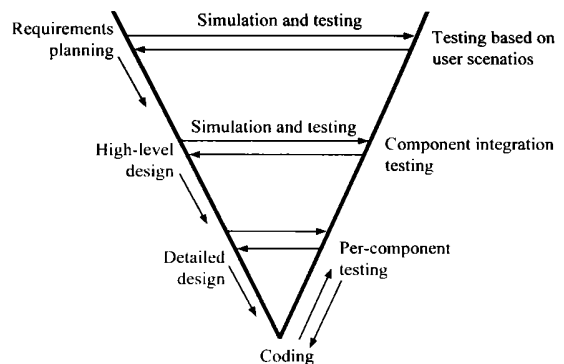 Simulation and testing
Requirements
planning
Testing based on
user scenatios
Simulation and testing
High-level
design
Component integration
testing
Detailed
design
Per-component
testing
Coding